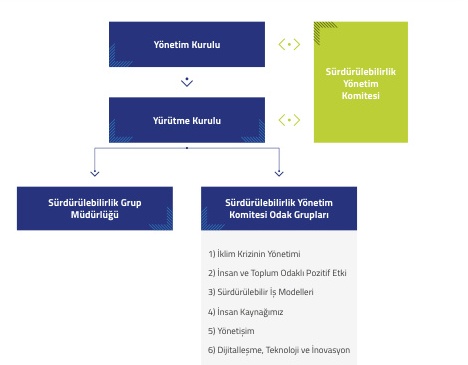 Yönetim Kurulu
Sürdürülebilirlik
Yönetim
Komitesi
Yürütme Kurulu
Sürdürülebilirlik Grup
Müdürlüğü
Sürdürülebilirlik Yönetim
Komitesi Odak Grupları
1) İklim Krizinin Yönetimi
2) İnsan ve Toplum Odaklı Pozitif Etki
3) Sürdürülebilir İş Modelleri
4) İnsan Kaynağımız
5) Yönetişim
6) Dijitalleşme, Teknoloji ve İnovasyon